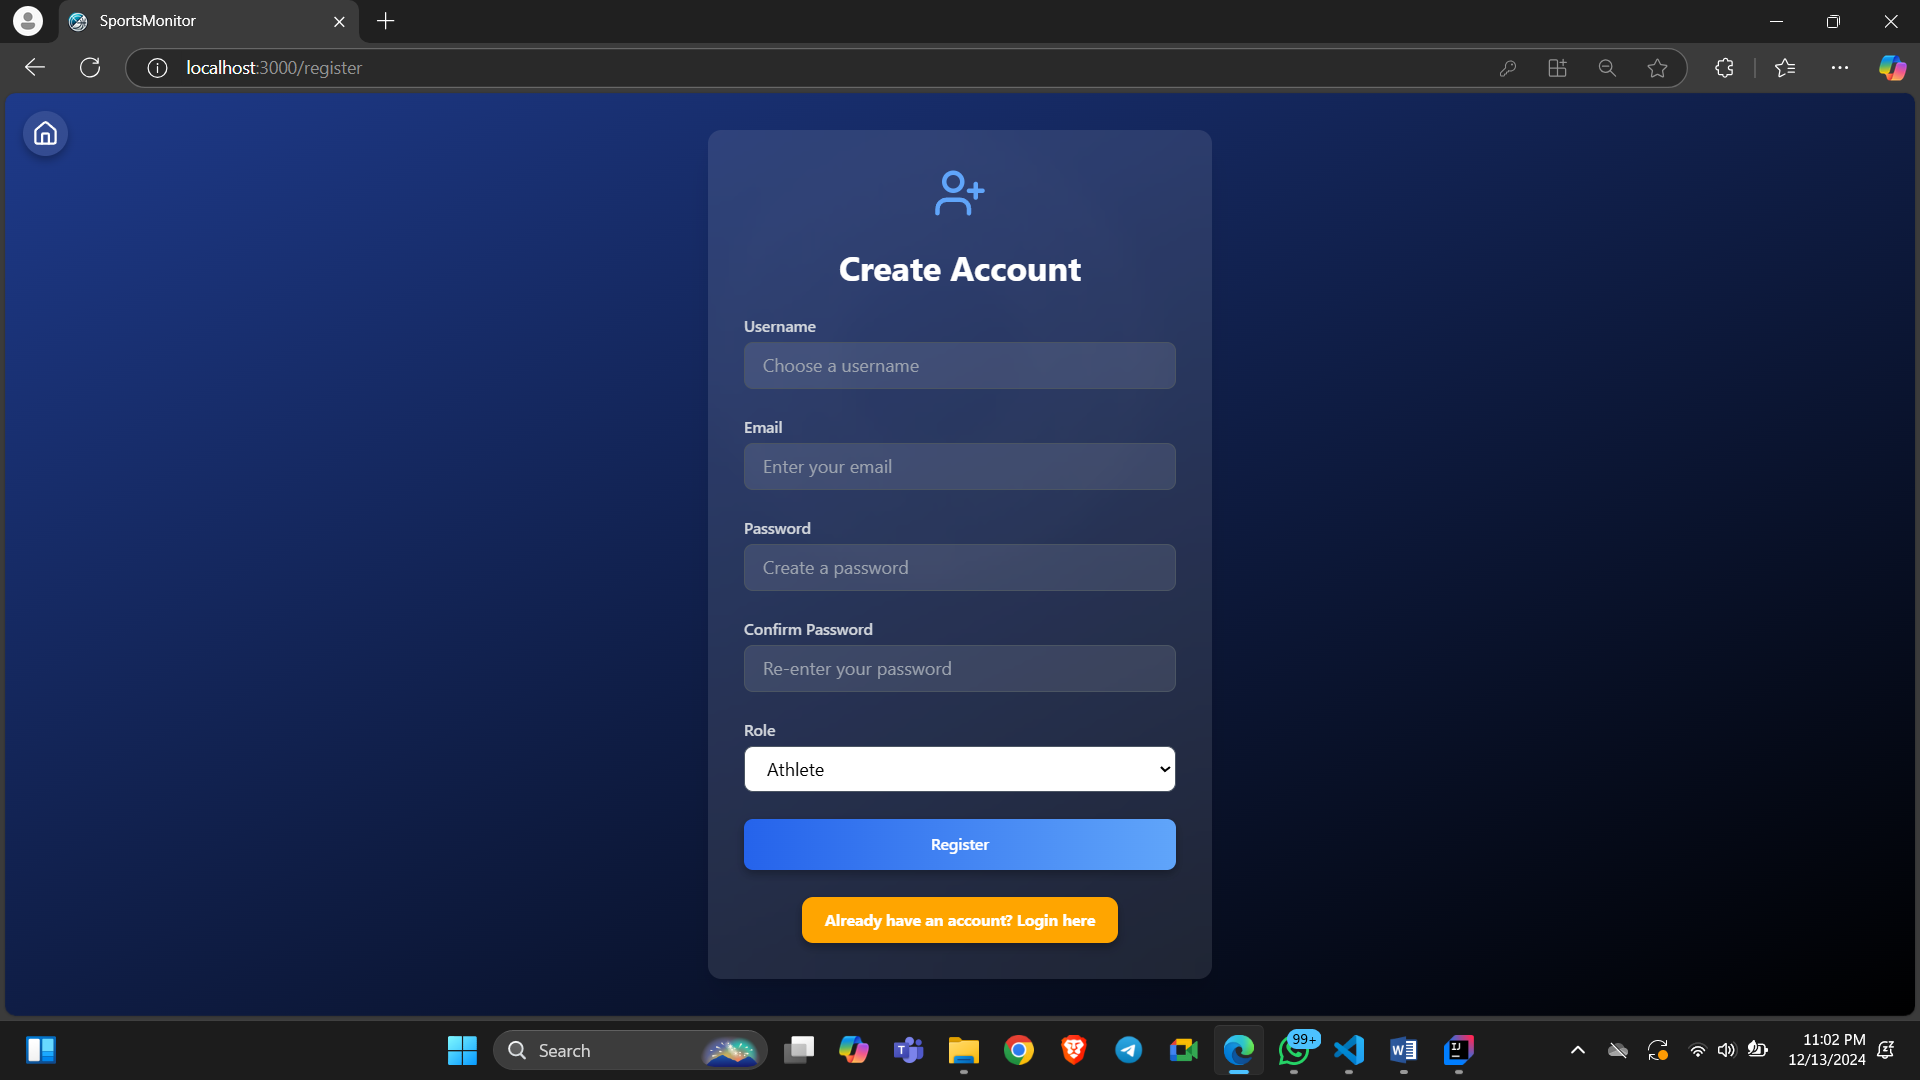 SportsMonitor
localhost:3000/register
Create Account
Username
Choose a username
Email
Enter your email
Password
Create a password
Confirm Password
Re-enter your password
Role
Athlete
Register
Already have an account? Login here
Search
99+
11:02 PM
12/13/2024